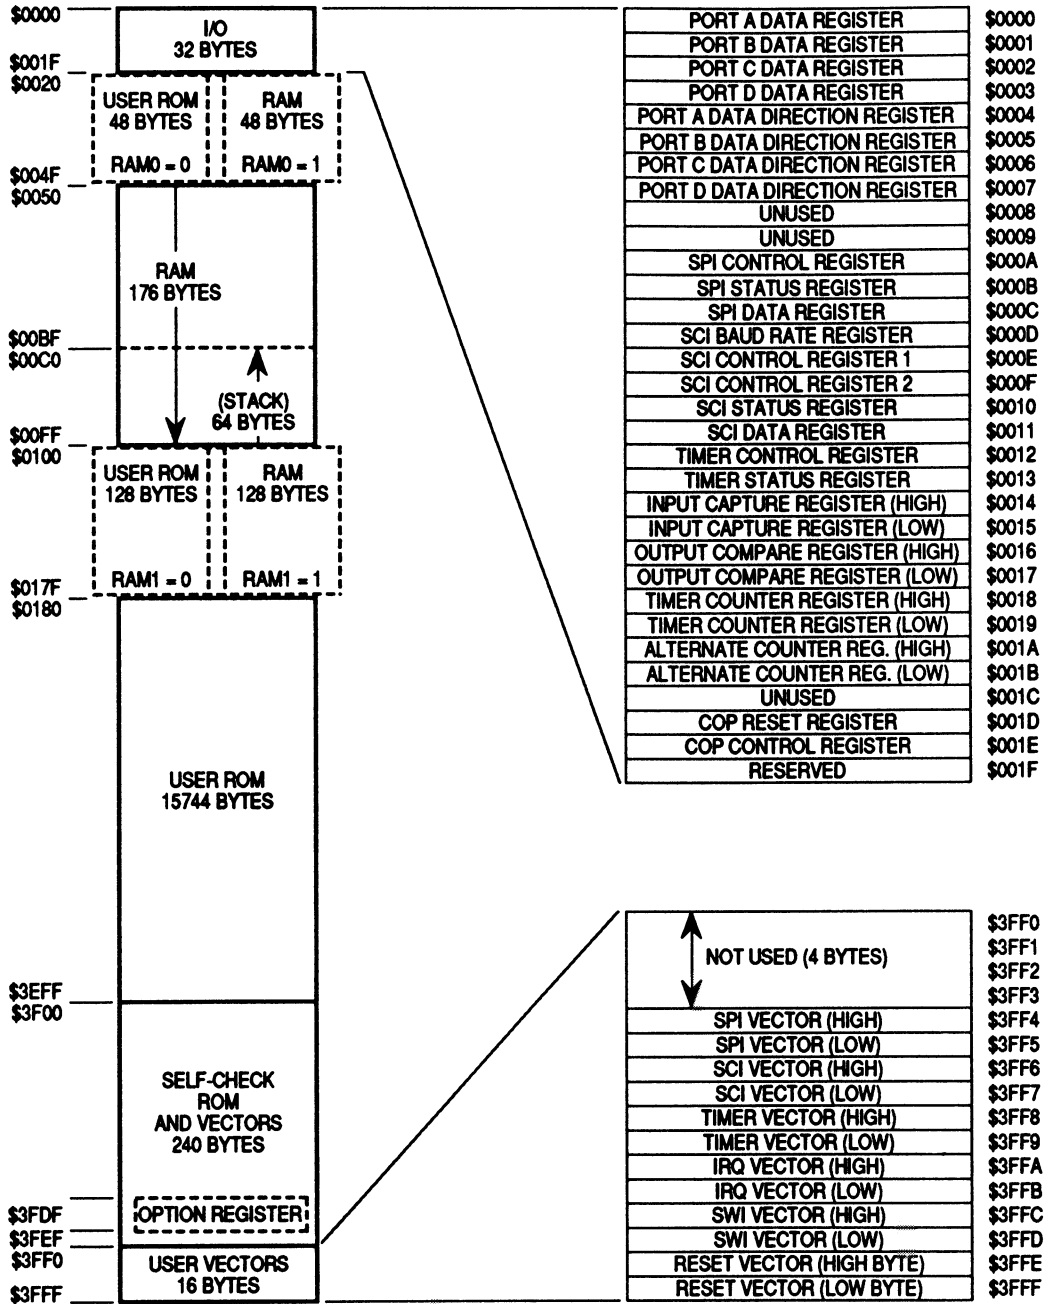 $0000
I/O
32 BYTES
$001F
$0020
USER ROM
48 BYTES
RAM0 = 0
RAM
48 BYTES
RAM0 = 1
$004F
$0050
RAM
176 BYTES
$00BF
$00C0
(STACK)
64 BYTES
$00FF
$0100
USER ROM
128 BYTES
RAM1 = 0
RAM
128 BYTES
RAM1 = 1
$017F
$0180
USER ROM
15744 BYTES
$3EFF
$3F00
SELF-CHECK
ROM
AND VECTORS
240 BYTES
$3FDF
OPTION REGISTER
$3FEF
$3FF0
USER VECTORS
16 BYTES
$3FFF
PORT A DATA REGISTER $0000
PORT B DATA REGISTER $0001
PORT C DATA REGISTER $0002
PORT D DATA REGISTER $0003
PORT A DATA DIRECTION REGISTER $0004
PORT B DATA DIRECTION REGISTER $0005
PORT C DATA DIRECTION REGISTER $0006
PORT D DATA DIRECTION REGISTER $0007
UNUSED $0008
UNUSED $0009
SPI CONTROL REGISTER $000A
SPI STATUS REGISTER $000B
SPI DATA REGISTER $000C
SCI BAUD RATE REGISTER $000D
SCI CONTROL REGISTER 1 $000E
SCI CONTROL REGISTER 2 $000F
SCI STATUS REGISTER $0010
SCI DATA REGISTER $0011
TIMER CONTROL REGISTER $0012
TIMER STATUS REGISTER $0013
INPUT CAPTURE REGISTER (HIGH) $0014
INPUT CAPTURE REGISTER (LOW) $0015
OUTPUT COMPARE REGISTER (HIGH) $0016
OUTPUT COMPARE REGISTER (LOW) $0017
TIMER COUNTER REGISTER (HIGH) $0018
TIMER COUNTER REGISTER (LOW) $0019
ALTERNATE COUNTER REG. (HIGH) $001A
ALTERNATE COUNTER REG. (LOW) $001B
UNUSED $001C
COP RESET REGISTER $001D
COP CONTROL REGISTER $001E
RESERVED $001F
$3FF0
NOT USED (4 BYTES) $3FF1
$3FF2
$3FF3
SPI VECTOR (HIGH) $3FF4
SPI VECTOR (LOW) $3FF5
SCI VECTOR (HIGH) $3FF6
SCI VECTOR (LOW) $3FF7
TIMER VECTOR (HIGH) $3FF8
TIMER VECTOR (LOW) $3FF9
IRQ VECTOR (HIGH) $3FFA
IRQ VECTOR (LOW) $3FFB
SWI VECTOR (HIGH) $3FFC
SWI VECTOR (LOW) $3FFD
RESET VECTOR (HIGH BYTE) $3FFE
RESET VECTOR (LOW BYTE) $3FFF